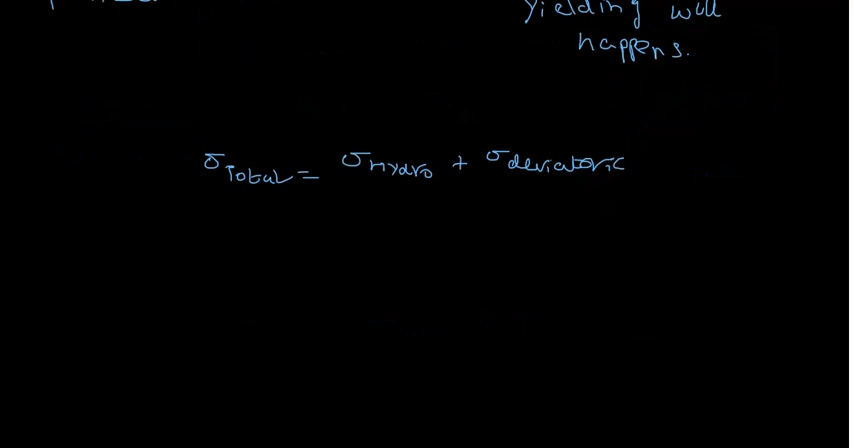 yielding will
happens.
σTotal = σHydro + σdeviatoric